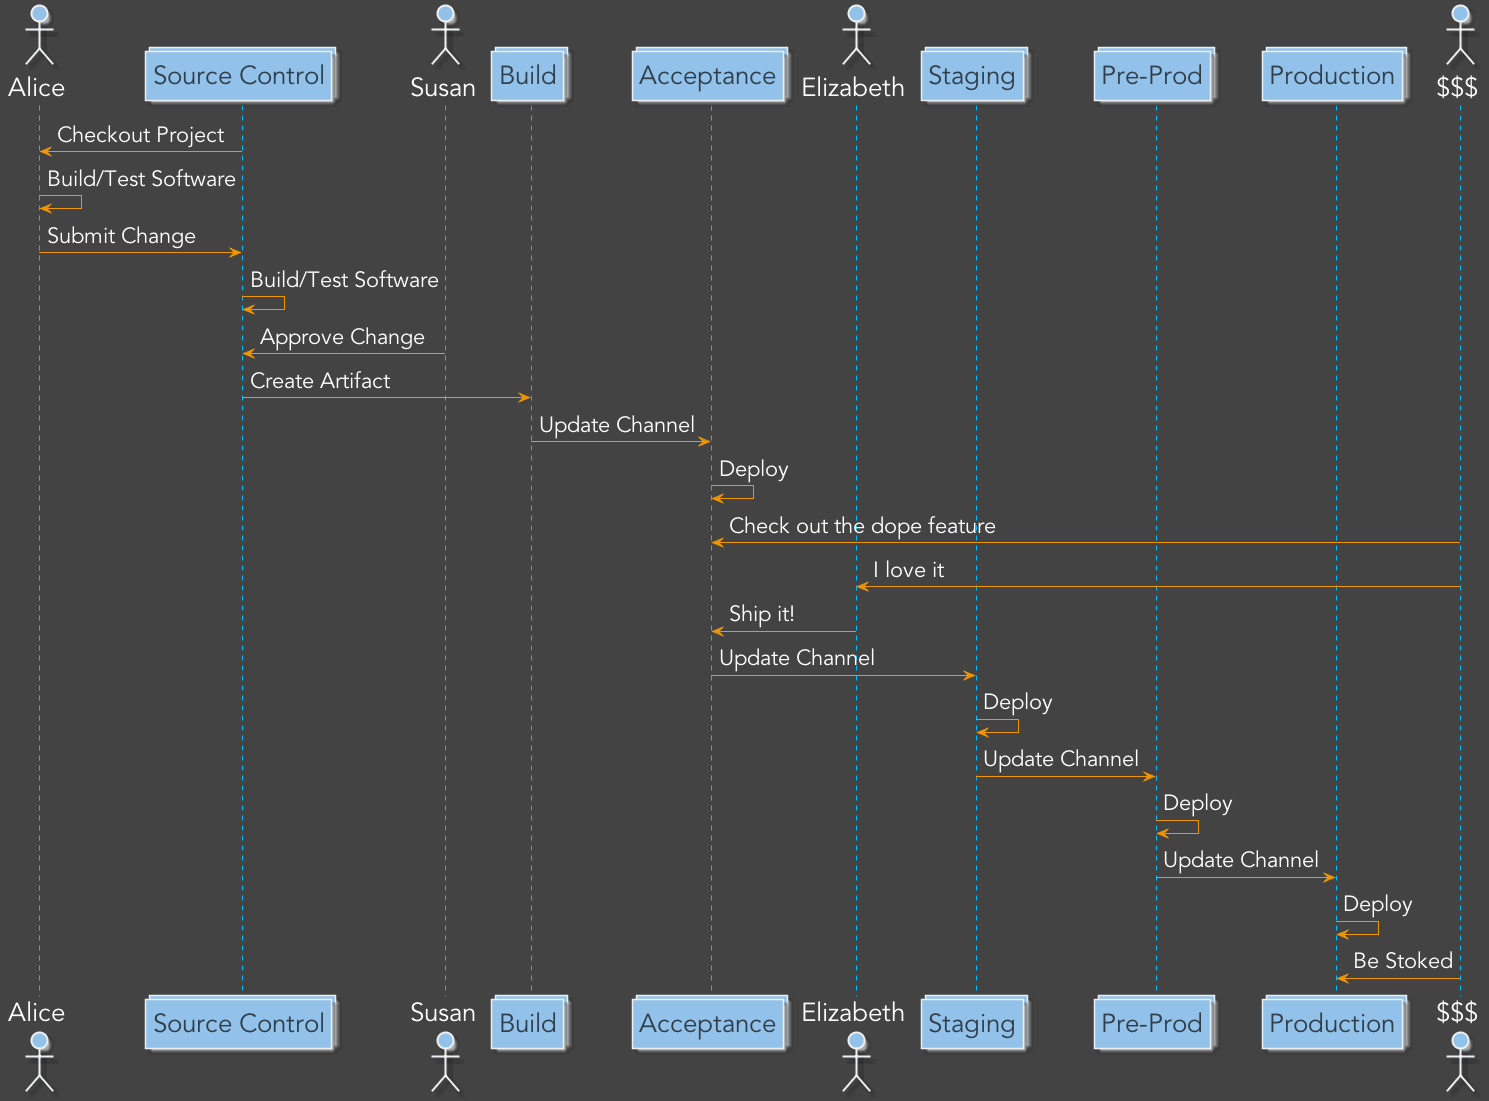 Alice
Source Control
Susan
Build
Acceptance
Elizabeth
Staging
Pre-Prod
Production
$$$
Checkout Project
Build/Test Software
Submit Change
Build/Test Software
Approve Change
Create Artifact
Update Channel
Deploy
Check out the dope feature
I love it
Ship it!
Update Channel
Deploy
Update Channel
Deploy
Update Channel
Deploy
Be Stoked
Alice
Source Control
Susan
Build
Acceptance
Elizabeth
Staging
Pre-Prod
Production
$$$